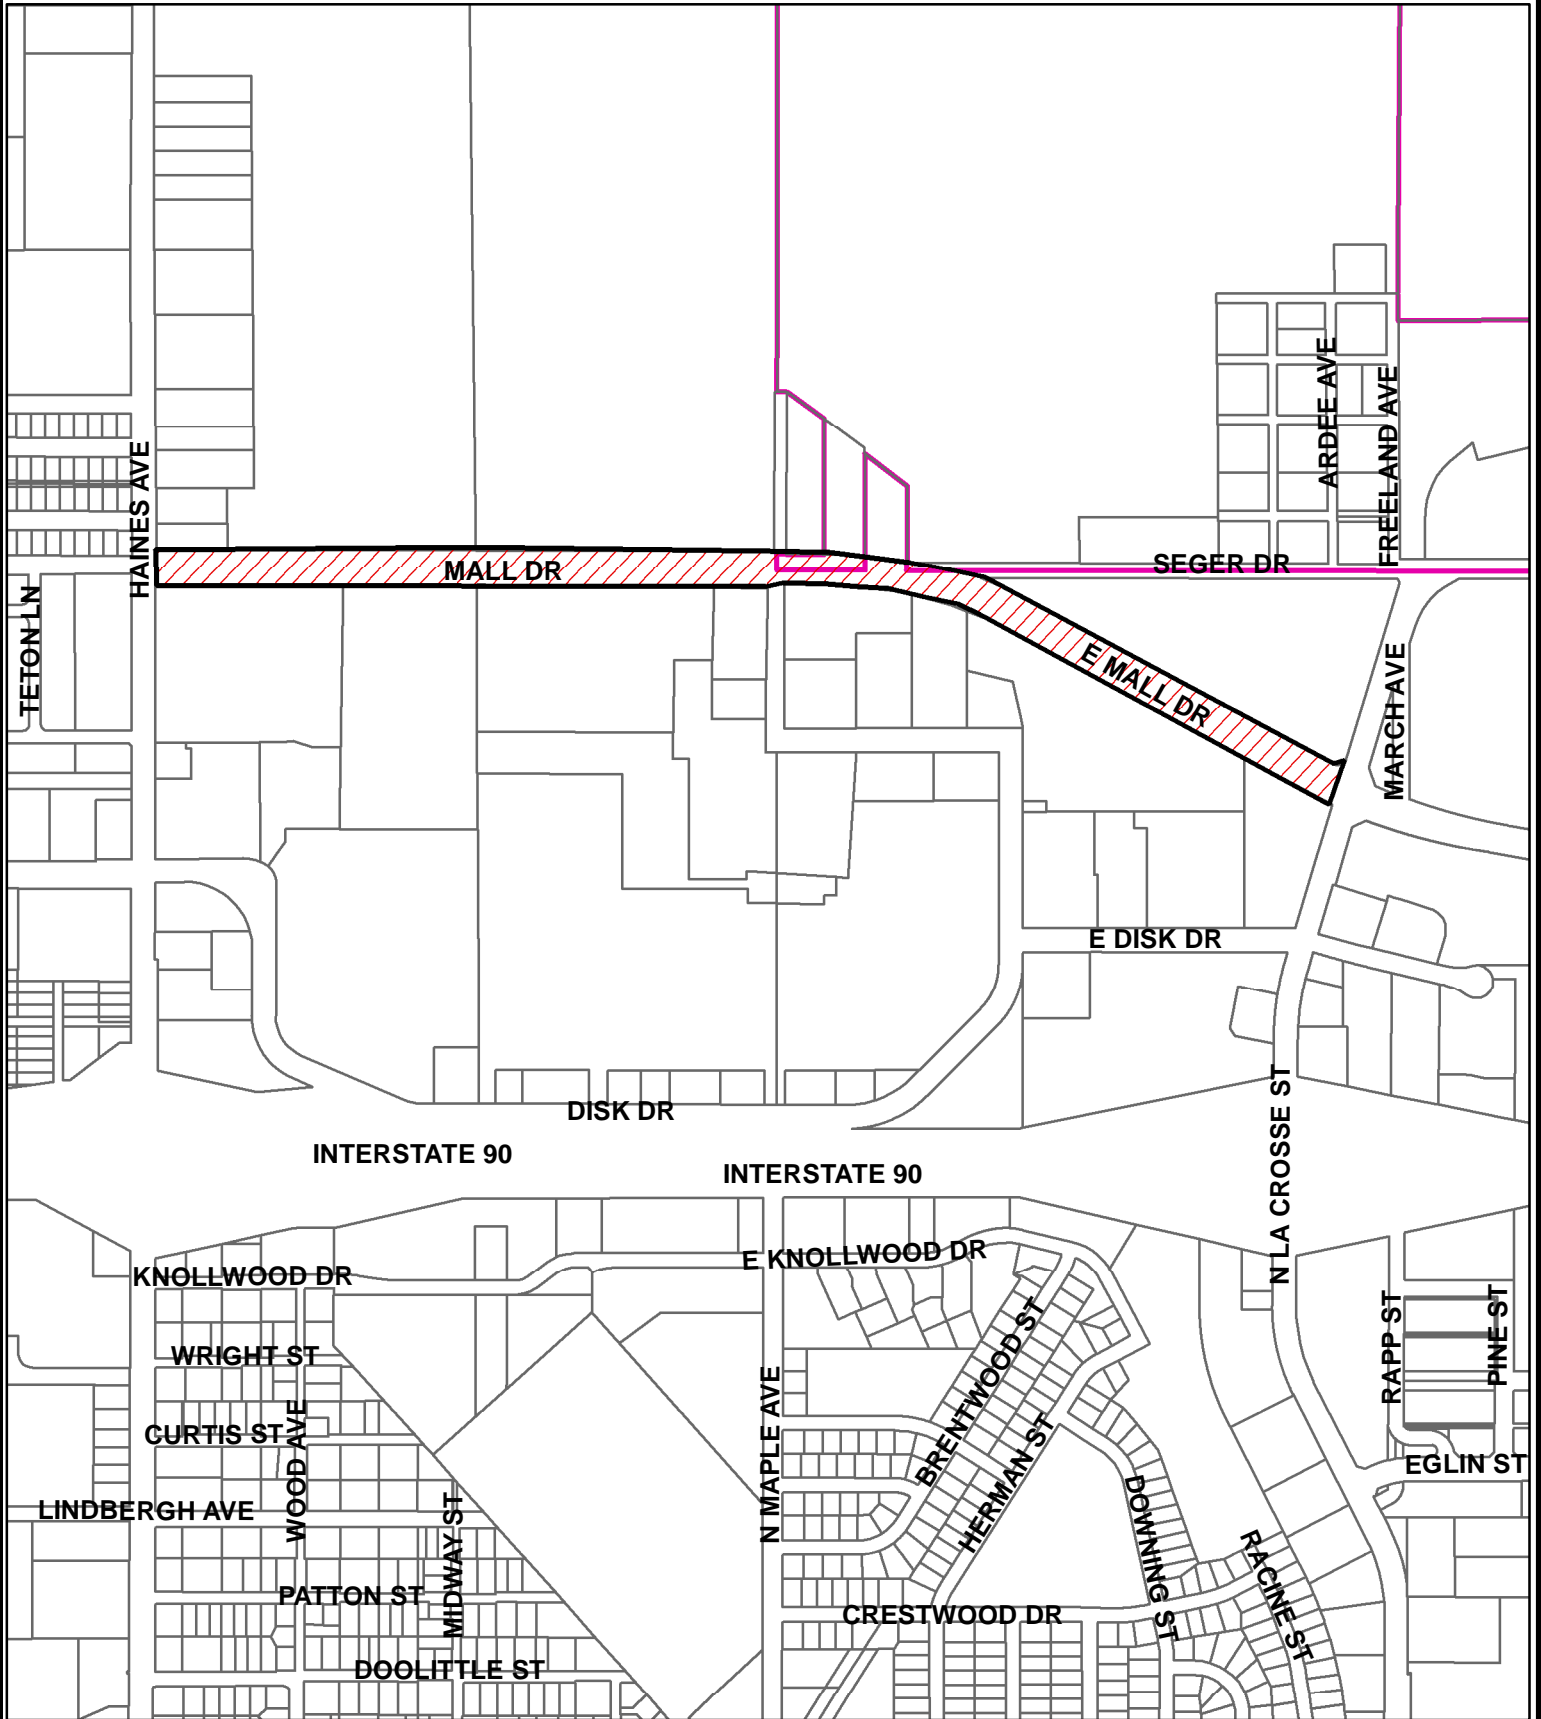 ARDEE AVE
FREELAND AVE
HAINES AVE
SEGER DR
MALL DR
TETON LN
E MALL DR
MARCH AVE
E DISK DR
DISK DR
INTERSTATE 90
INTERSTATE 90
N LA CROSSE ST
E KNOLLWOOD DR
KNOLLWOOD DR
RAPP ST
PINE ST
WRIGHT ST
BRENTWOOD ST
N MAPLE AVE
CURTIS ST
WOOD AVE
HERMAN ST
EGLIN ST
LINDBERGH AVE
MIDWAY ST
DOWNING ST
RACINE ST
PATTON ST
CRESTWOOD DR
DOOLITTLE ST